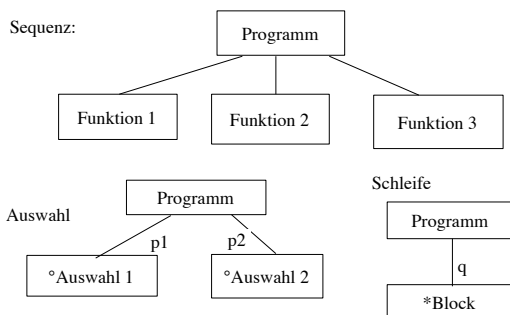 Sequenz:
Programm
Funktion 1
Funktion 2
Funktion 3
Auswahl
Programm
p1
p2
°Auswahl 1
°Auswahl 2
Schleife
Programm
q
*Block